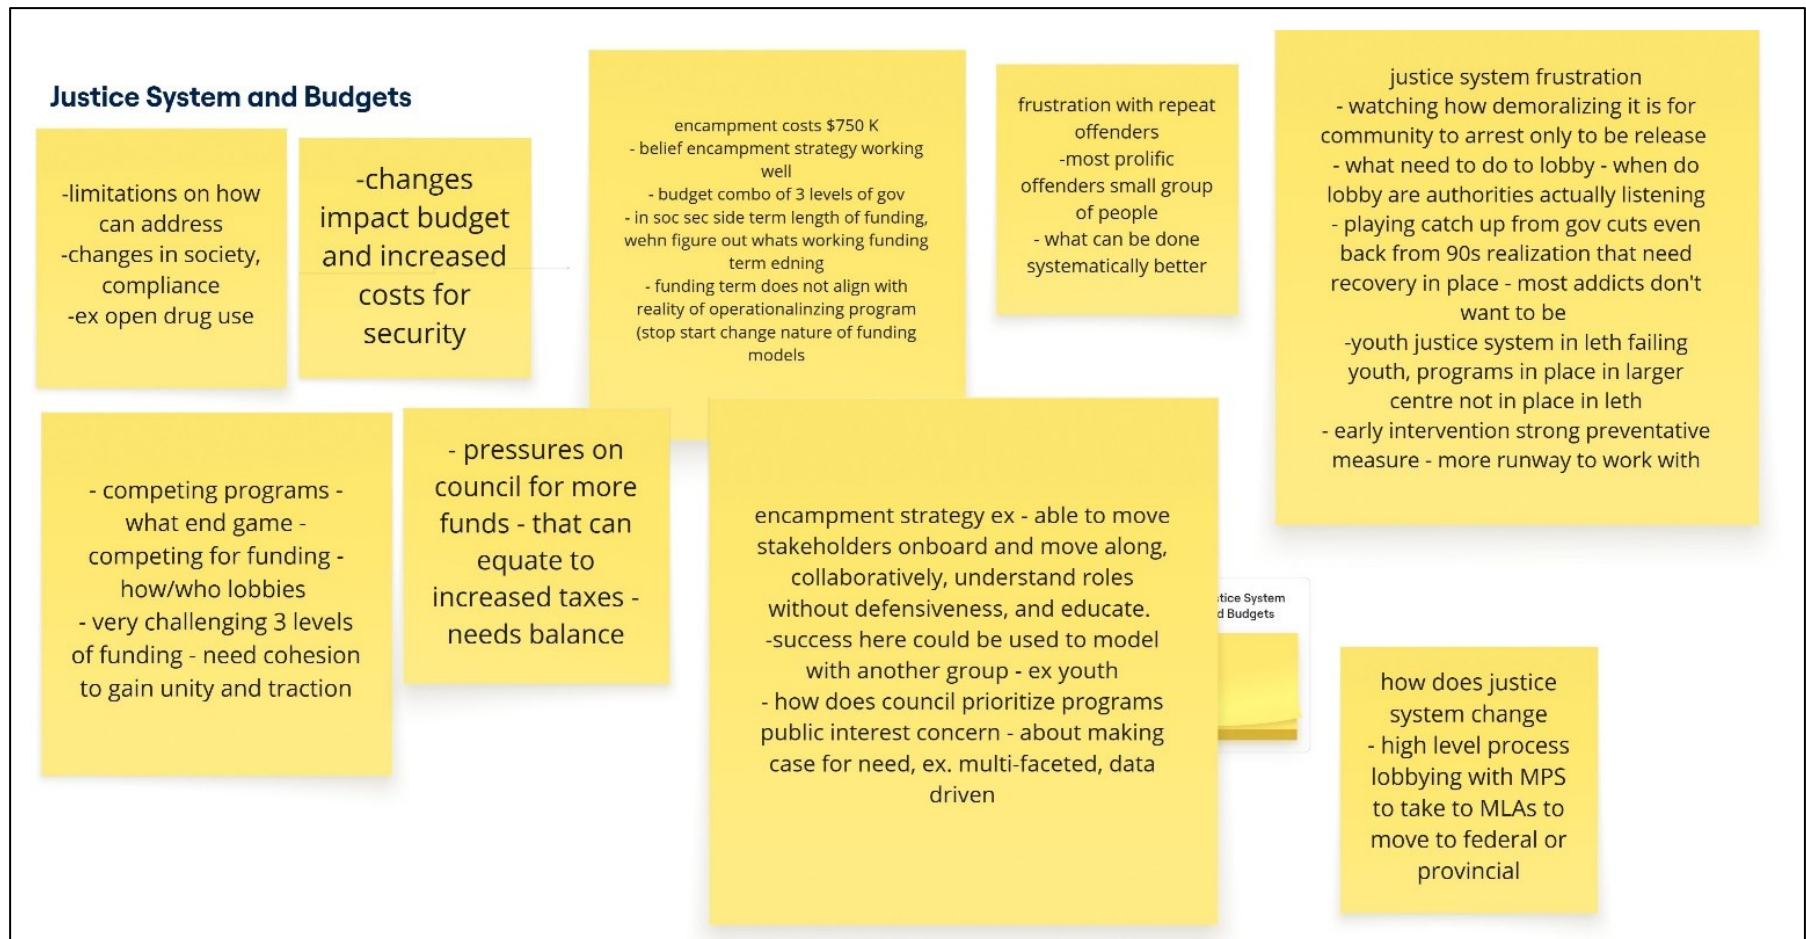 Justice System and Budgets
-limitations on how
can address
-changes in society,
compliance
-ex open drug use
-changes
impact budget
and increased
costs for
security
encampment costs $750 K
- belief encampment strategy working
well
- budget combo of 3 levels of gov
- in soc sec side term length of funding,
wehn figure out whats working funding
term edning
- funding term does not align with
reality of operationalinzing program
(stop start change nature of funding
models
frustration with repeat
offenders
-most prolific
offenders small group
of people
- what can be done
systematically better
justice system frustration
- watching how demoralizing it is for
community to arrest only to be release
- what need to do to lobby - when do
lobby are authorities actually listening
- playing catch up from gov cuts even
back from 90s realization that need
recovery in place - most addicts don't
want to be
-youth justice system in leth failing
youth, programs in place in larger
centre not in place in leth
- early intervention strong preventative
measure - more runway to work with
- competing programs -
what end game -
competing for funding -
how/who lobbies
- very challenging 3 levels
of funding - need cohesion
to gain unity and traction
- pressures on
council for more
funds - that can
equate to
increased taxes -
needs balance
encampment strategy ex - able to move
stakeholders onboard and move along,
collaboratively, understand roles
without defensiveness, and educate.
-success here could be used to model
with another group - ex youth
- how does council prioritize programs
public interest concern - about making
case for need, ex. multi-faceted, data
driven
tice System
d Budgets
how does justice
system change
- high level process
lobbying with MPS
to take to MLAs to
move to federal or
provincial